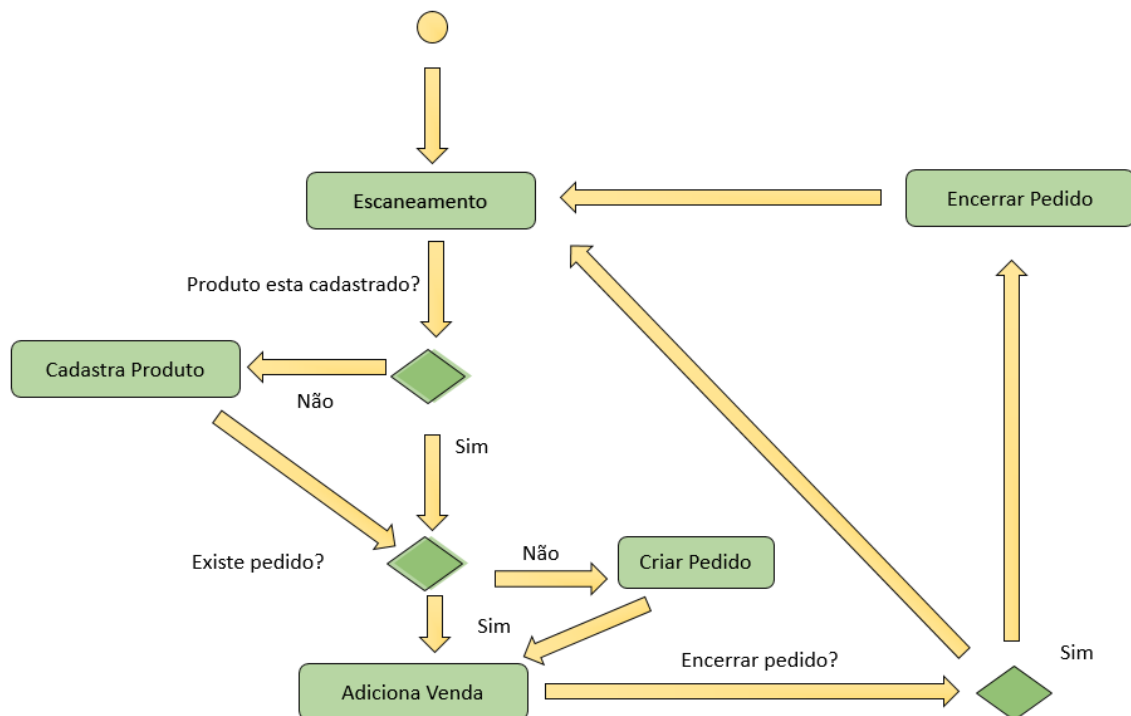 Escaneamento
Encerrar Pedido
Produto esta cadastrado?
Cadastra Produto
Não
Sim
Existe pedido?
Não
Criar Pedido
Sim
Encerrar pedido?
Sim
Adiciona Venda